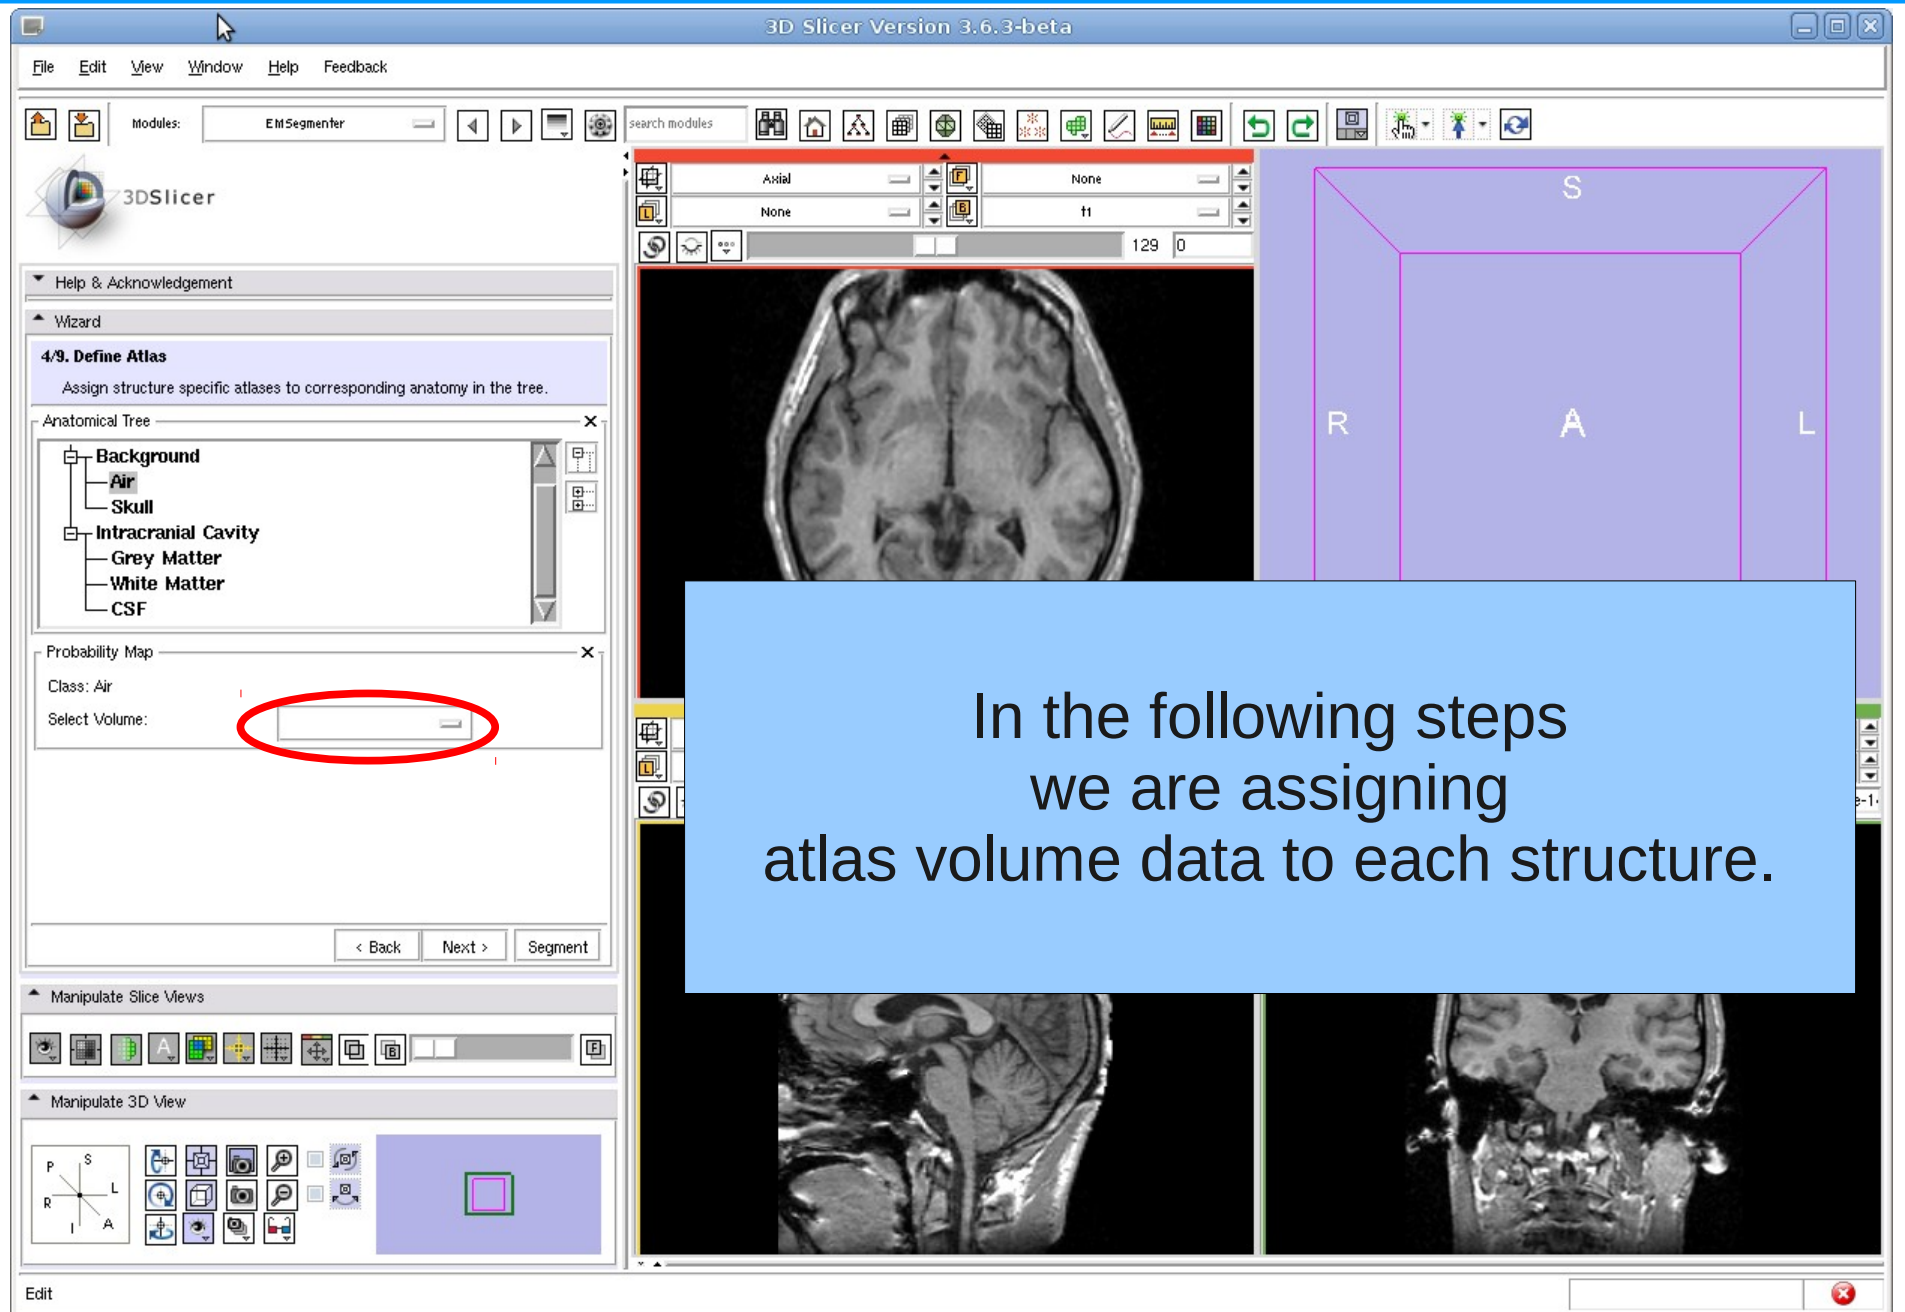 3D Slicer Version 3.6.3-beta
File Edit View Window Help Feedback
Modules: EMSegmenter search modules
3DSlicer
Help & Acknowledgement
Wizard
4/9. Define Atlas
Assign structure specific atlases to corresponding anatomy in the tree.
Anatomical Tree
Background
Air
Skull
Intracranial Cavity
Grey Matter
White Matter
CSF
Probability Map
Class: Air
Select Volume:
< Back Next > Segment
Manipulate Slice Views
A B F
Manipulate 3D View
P S
R L
I A
Axial F None
L None B t1
129 0
S
R A L
L
In the following steps
we are assigning
atlas volume data to each structure.
Edit